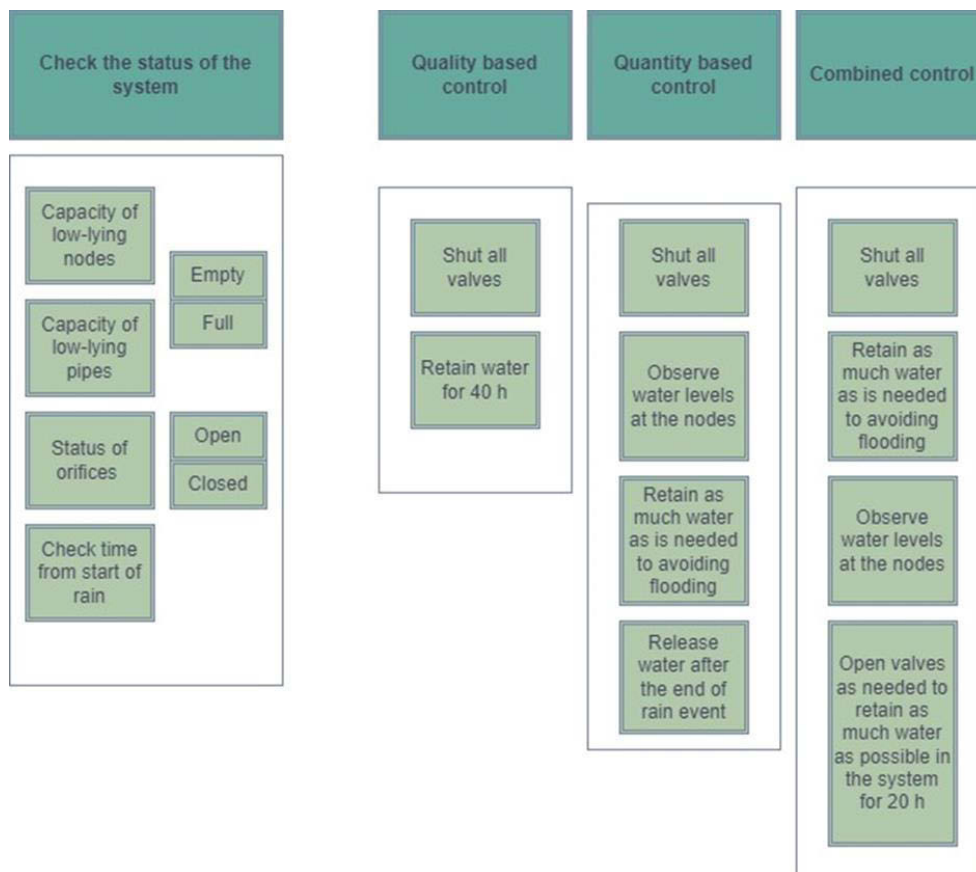 Check the status of the
system
Capacity of
low-lying
nodes
Empty
Full
Capacity of
low-lying
pipes
Status of
orifices
Open
Closed
Check time
from start of
rain
Quality based
control
Shut all
valves
Retain water
for 40 h
Quantity based
control
Shut all
valves
Observe
water levels
at the nodes
Retain as
much water
as is needed
to avoiding
flooding
Release
water after
the end of
rain event
Combined control
Shut all
valves
Retain as
much water
as is needed
to avoiding
flooding
Observe
water levels
at the nodes
Open valves
as needed to
retain as
much water
as possible in
the system
for 20 h